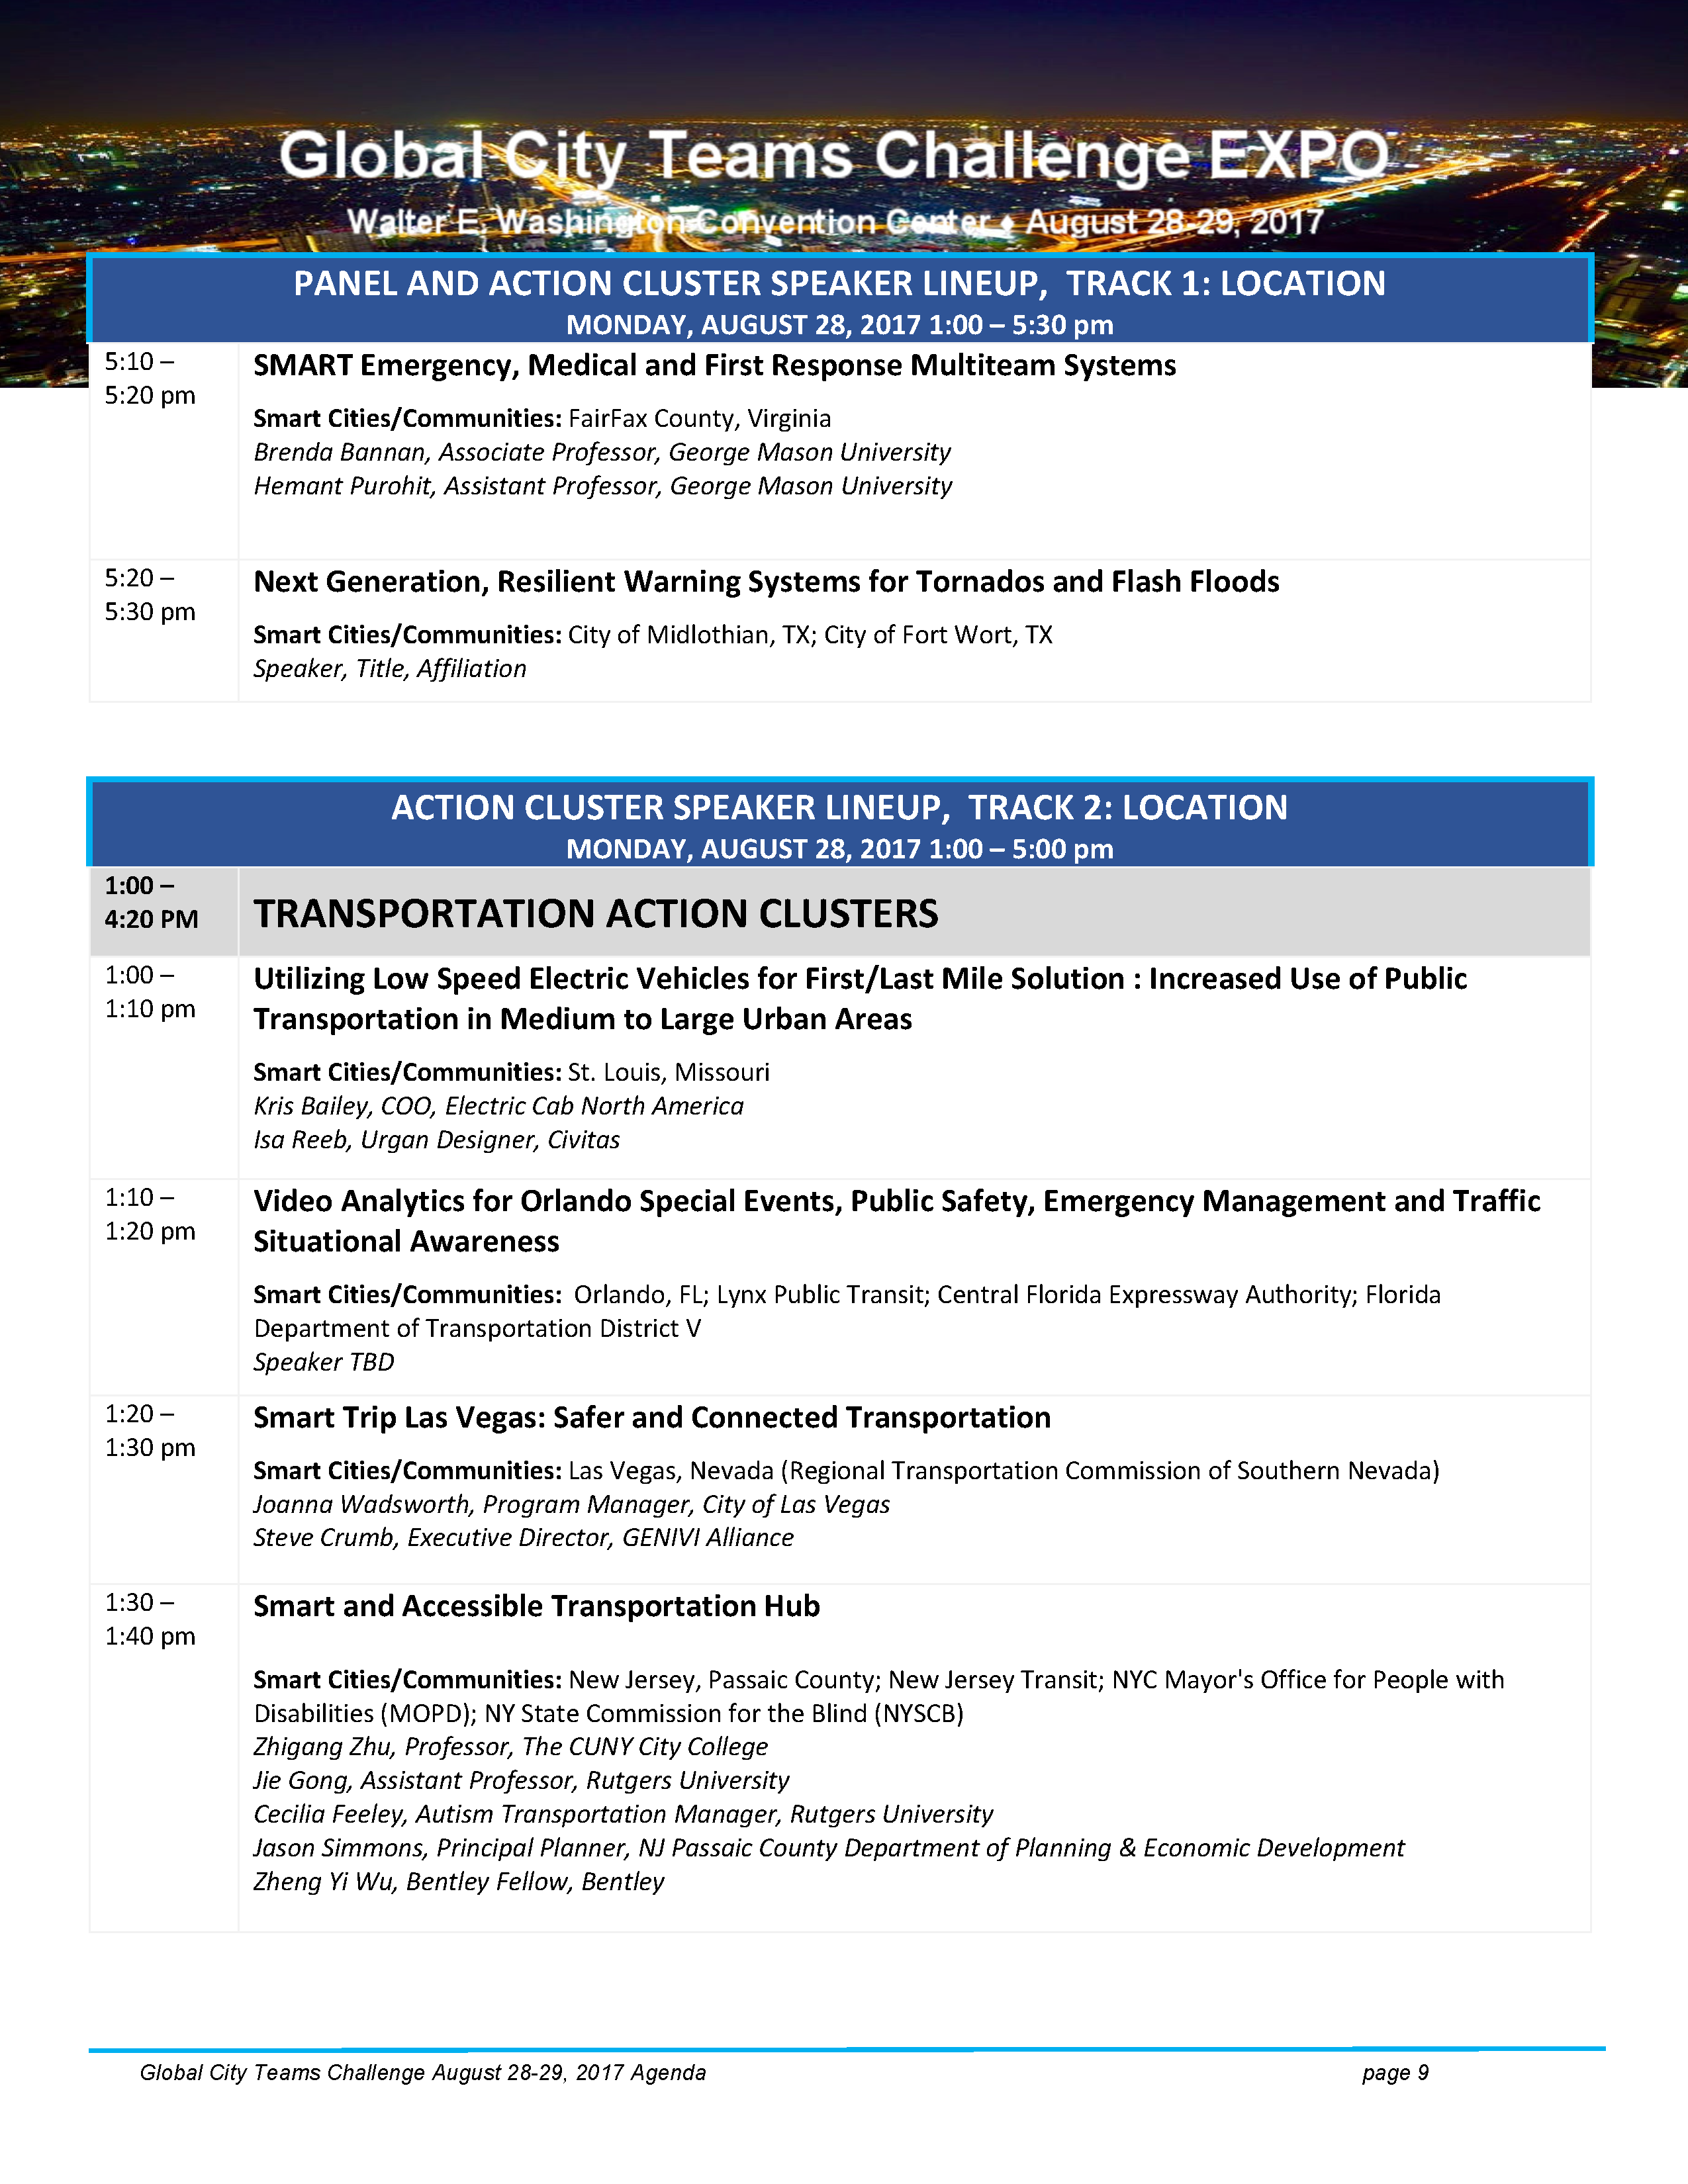 Global City Teams Challenge EXPO
Walter E. Washington Convention Center ♦ August 28-29, 2017
PANEL AND ACTION CLUSTER SPEAKER LINEUP, TRACK 1: LOCATION
MONDAY, AUGUST 28, 2017 1:00 – 5:30 pm
5:10 –
5:20 pm
SMART Emergency, Medical and First Response Multiteam Systems
Smart Cities/Communities: FairFax County, Virginia
Brenda Bannan, Associate Professor, George Mason University
Hemant Purohit, Assistant Professor, George Mason University
5:20 –
5:30 pm
Next Generation, Resilient Warning Systems for Tornados and Flash Floods
Smart Cities/Communities: City of Midlothian, TX; City of Fort Wort, TX
Speaker, Title, Affiliation
ACTION CLUSTER SPEAKER LINEUP, TRACK 2: LOCATION
MONDAY, AUGUST 28, 2017 1:00 – 5:00 pm
1:00 –
4:20 PM
TRANSPORTATION ACTION CLUSTERS
1:00 –
1:10 pm
Utilizing Low Speed Electric Vehicles for First/Last Mile Solution : Increased Use of Public
Transportation in Medium to Large Urban Areas
Smart Cities/Communities: St. Louis, Missouri
Kris Bailey, COO, Electric Cab North America
Isa Reeb, Urgan Designer, Civitas
1:10 –
1:20 pm
Video Analytics for Orlando Special Events, Public Safety, Emergency Management and Traffic
Situational Awareness
Smart Cities/Communities: Orlando, FL; Lynx Public Transit; Central Florida Expressway Authority; Florida
Department of Transportation District V
Speaker TBD
1:20 –
1:30 pm
Smart Trip Las Vegas: Safer and Connected Transportation
Smart Cities/Communities: Las Vegas, Nevada (Regional Transportation Commission of Southern Nevada)
Joanna Wadsworth, Program Manager, City of Las Vegas
Steve Crumb, Executive Director, GENIVI Alliance
1:30 –
1:40 pm
Smart and Accessible Transportation Hub
Smart Cities/Communities: New Jersey, Passaic County; New Jersey Transit; NYC Mayor's Office for People with
Disabilities (MOPD); NY State Commission for the Blind (NYSCB)
Zhigang Zhu, Professor, The CUNY City College
Jie Gong, Assistant Professor, Rutgers University
Cecilia Feeley, Autism Transportation Manager, Rutgers University
Jason Simmons, Principal Planner, NJ Passaic County Department of Planning & Economic Development
Zheng Yi Wu, Bentley Fellow, Bentley
Global City Teams Challenge August 28-29, 2017 Agenda
page 9